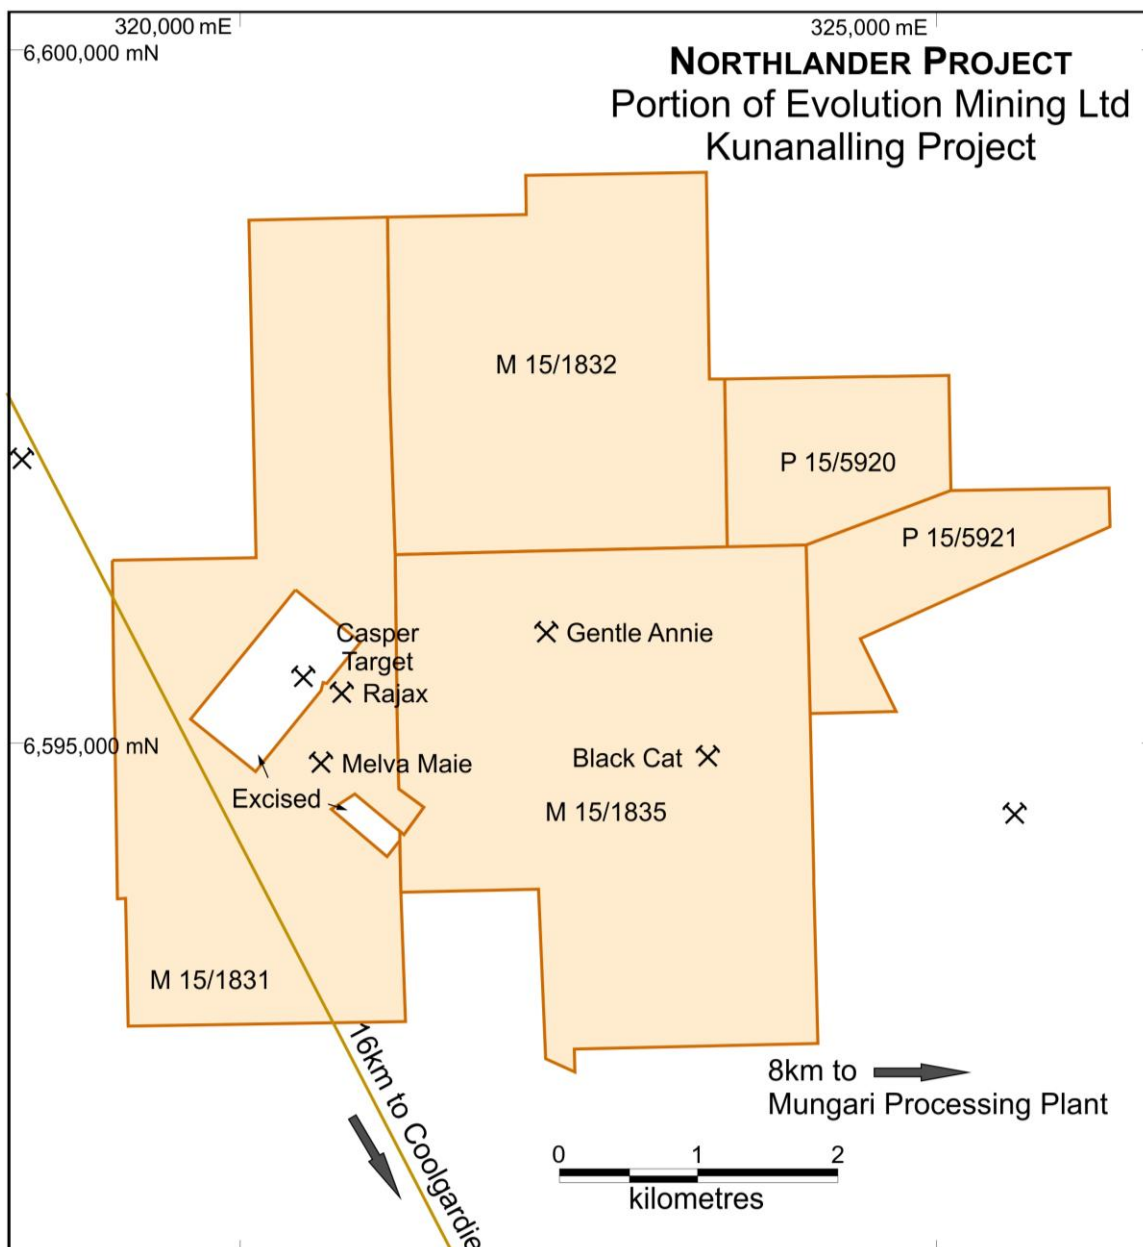 320,000 mE
325,000 mE
6,600,000 mN
NORTHLANDER PROJECT
Portion of Evolution Mining Ltd
Kunanalling Project
M 15/1832
P 15/5920
P 15/5921
Casper
Target
Gentle Annie
Rajax
6,595,000 mN
Melva Maie
Black Cat
Excised
M 15/1835
M 15/1831
16km to Coolgardie
8km to
Mungari Processing Plant
0 1 2
kilometres